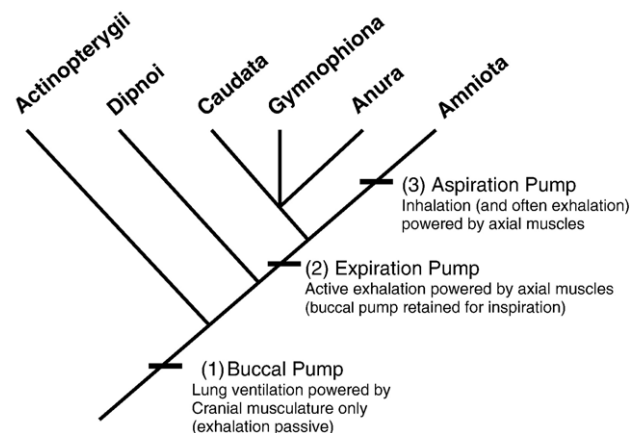 Actinopterygii
Dipnoi
Caudata
Gymnophiona
Anura
Amniota
(3) Aspiration Pump
Inhalation (and often exhalation)
powered by axial muscles
(2) Expiration Pump
Active exhalation powered by axial muscles
(buccal pump retained for inspiration)
(1) Buccal Pump
Lung ventilation powered by
Cranial musculature only
(exhalation passive)